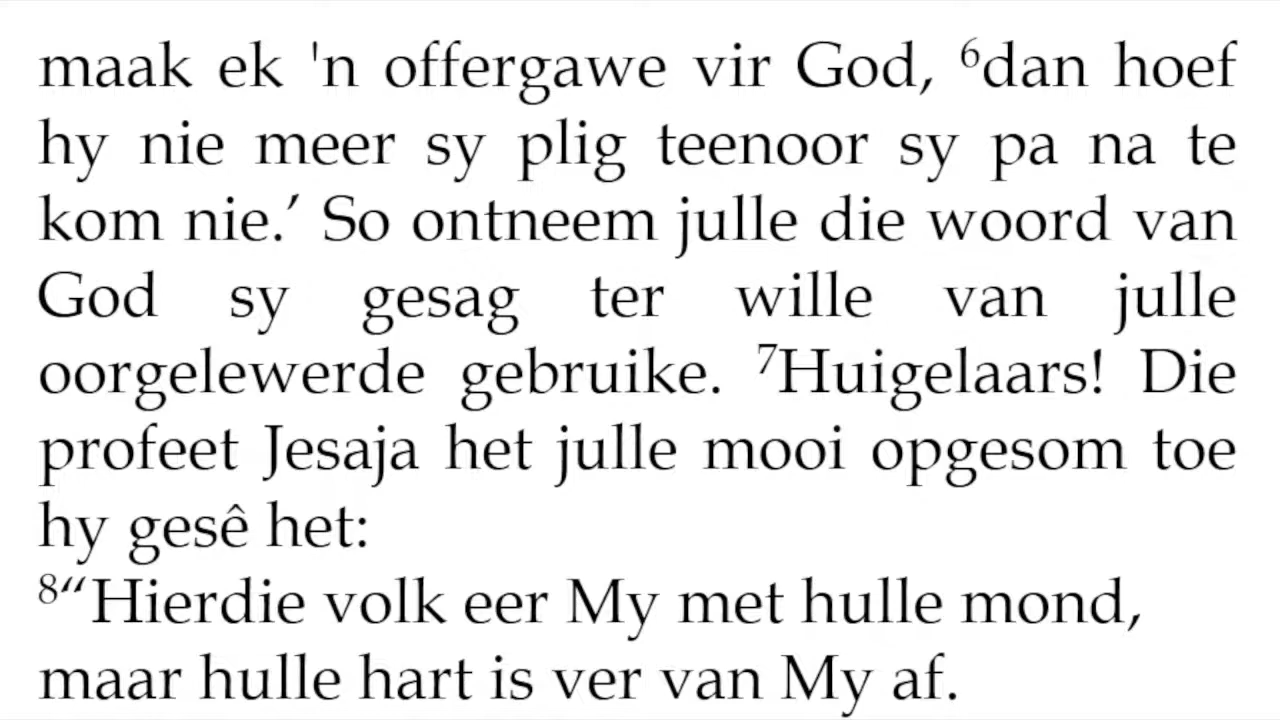 maak ek 'n offergawe vir God, ⁶dan hoef
hy nie meer sy plig teenoor sy pa na te
kom nie.’ So ontneem julle die woord van
God sy gesag ter wille van julle
oorgelewerde gebruike. ⁷Huigelaars! Die
profeet Jesaja het julle mooi opgesom toe
hy gesê het:
⁸“Hierdie volk eer My met hulle mond,
maar hulle hart is ver van My af.